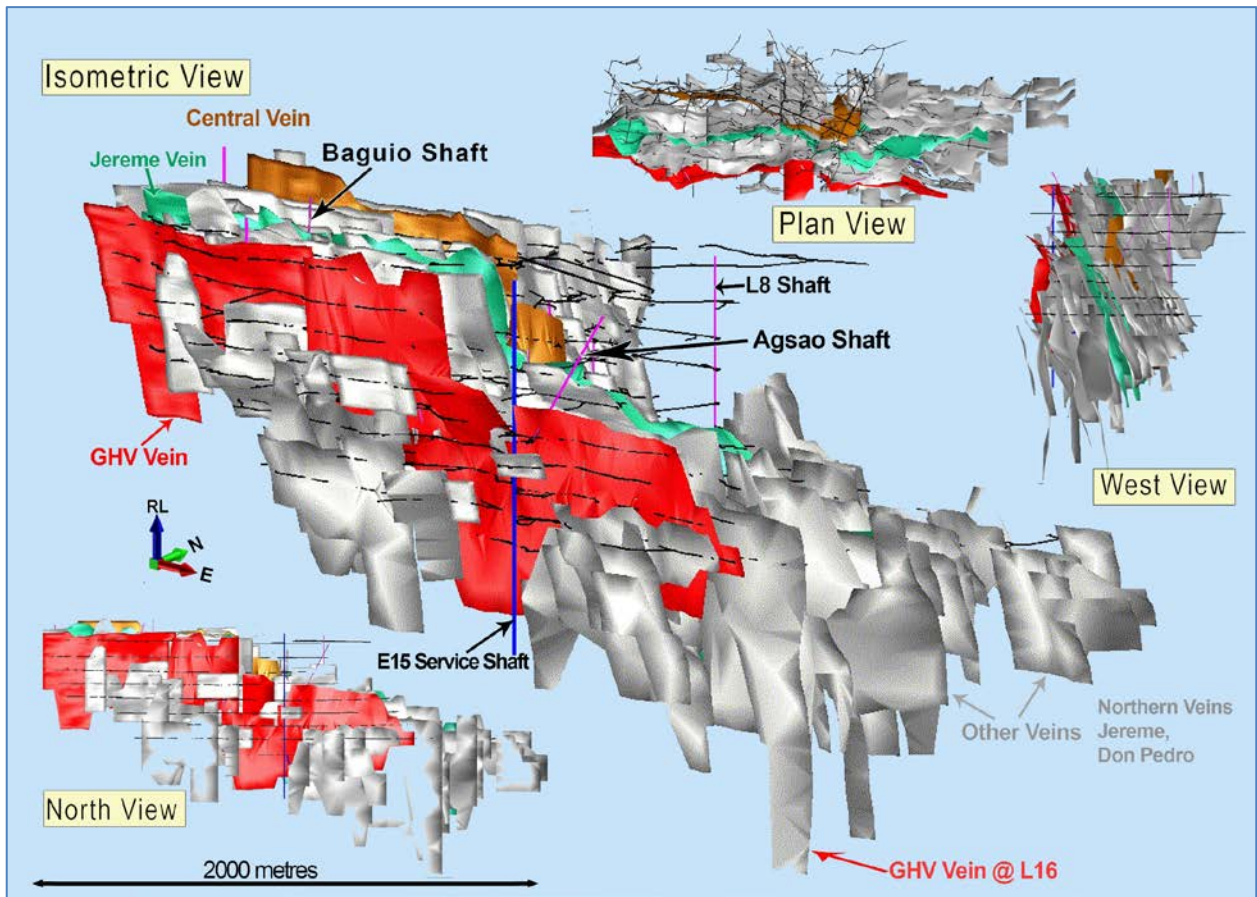 Isometric View
Central Vein
Jereme Vein
Baguio Shaft
Plan View
L8 Shaft
Agsao Shaft
GHV Vein
West View
RL
N
E
E15 Service Shaft
Other Veins
Northern Veins
Jereme,
Don Pedro
North View
2000 metres
GHV Vein @ L16